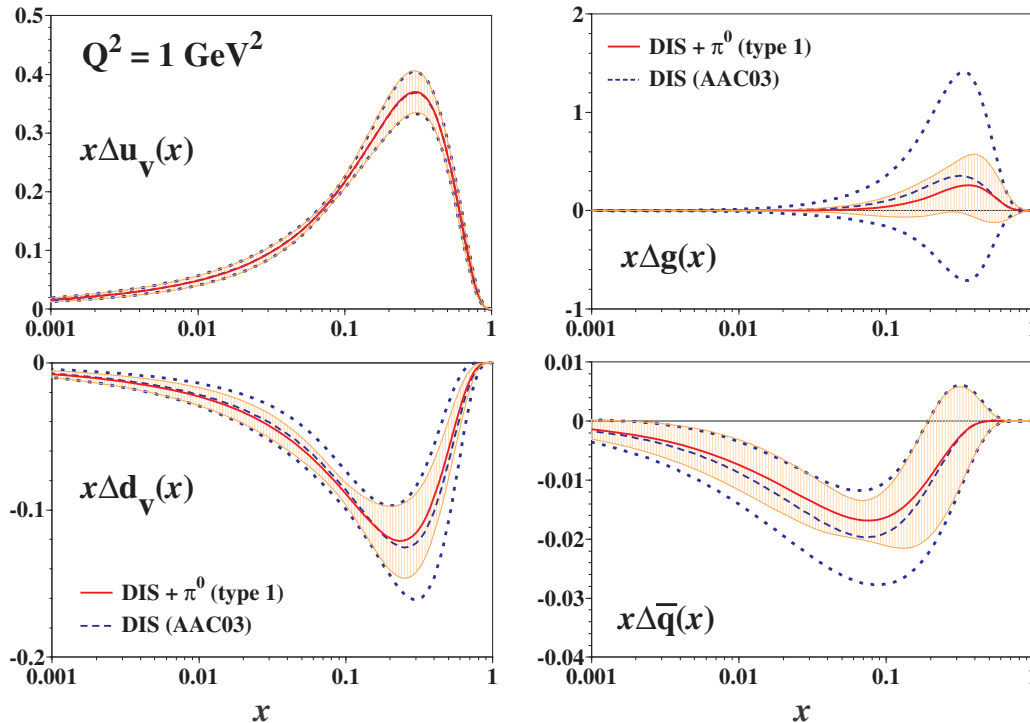 0.5
0.4
0.3
0.2
0.1
0
Q² = 1 GeV²
xΔu_v(x)
0.001 0.01 0.1 1
2
1
0
-1
DIS + π⁰ (type 1)
DIS (AAC03)
xΔg(x)
0.001 0.01 0.1 1
0
-0.1
-0.2
xΔd_v(x)
DIS + π⁰ (type 1)
DIS (AAC03)
0.001 0.01 0.1 1
x
0.01
0
-0.01
-0.02
-0.03
-0.04
xΔq̅(x)
0.001 0.01 0.1 1
x